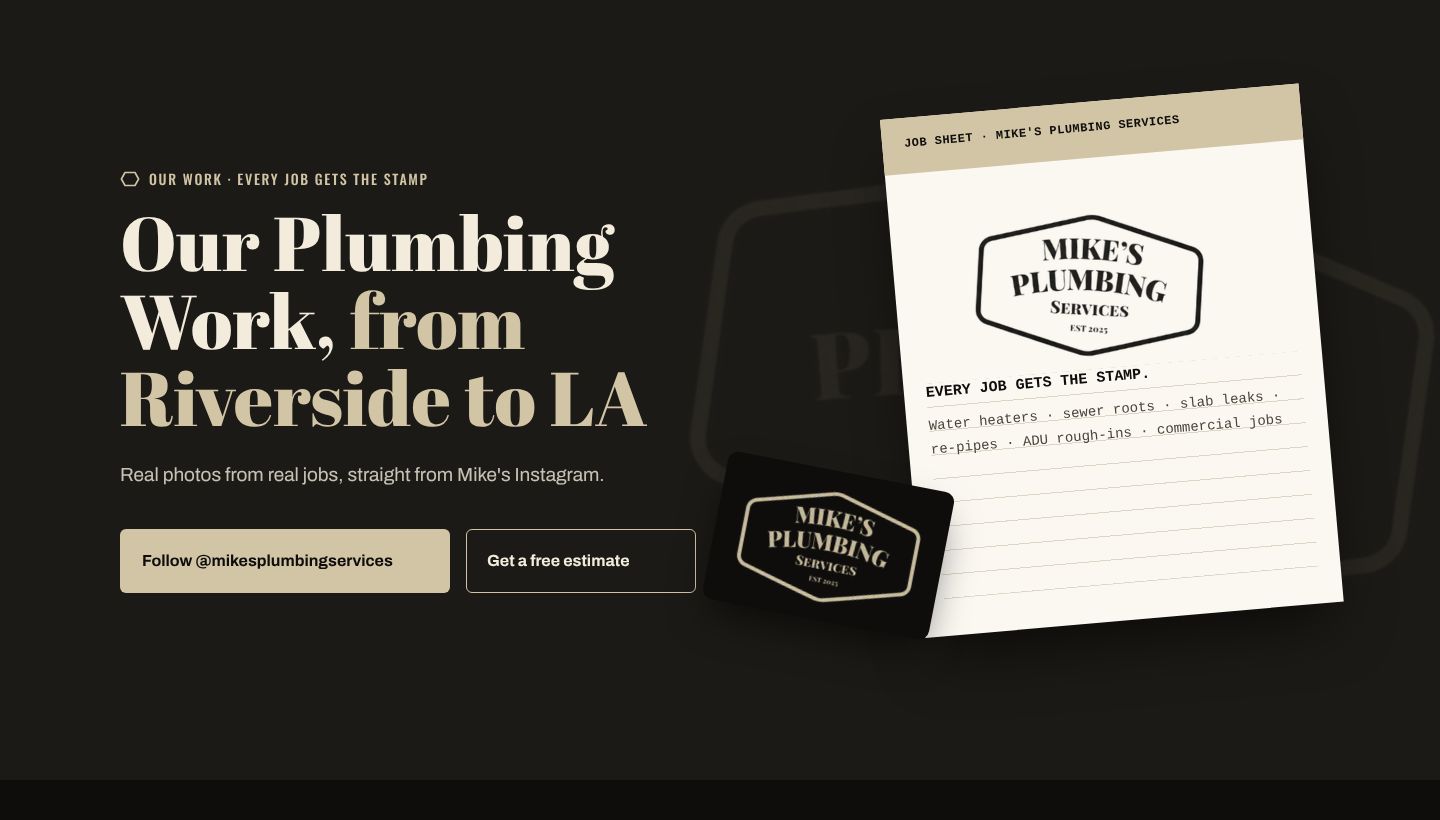 OUR WORK · EVERY JOB GETS THE STAMP
Our Plumbing
Work, from
Riverside to LA
Real photos from real jobs, straight from Mike's Instagram.
Follow @mikesplumbingservices
Get a free estimate
JOB SHEET · MIKE'S PLUMBING SERVICES
MIKE'S
PLUMBING
SERVICES
EST 2025
EVERY JOB GETS THE STAMP.
Water heaters · sewer roots · slab leaks ·
re-pipes · ADU rough-ins · commercial jobs
MIKE'S
PLUMBING
SERVICES
EST 2025
PL